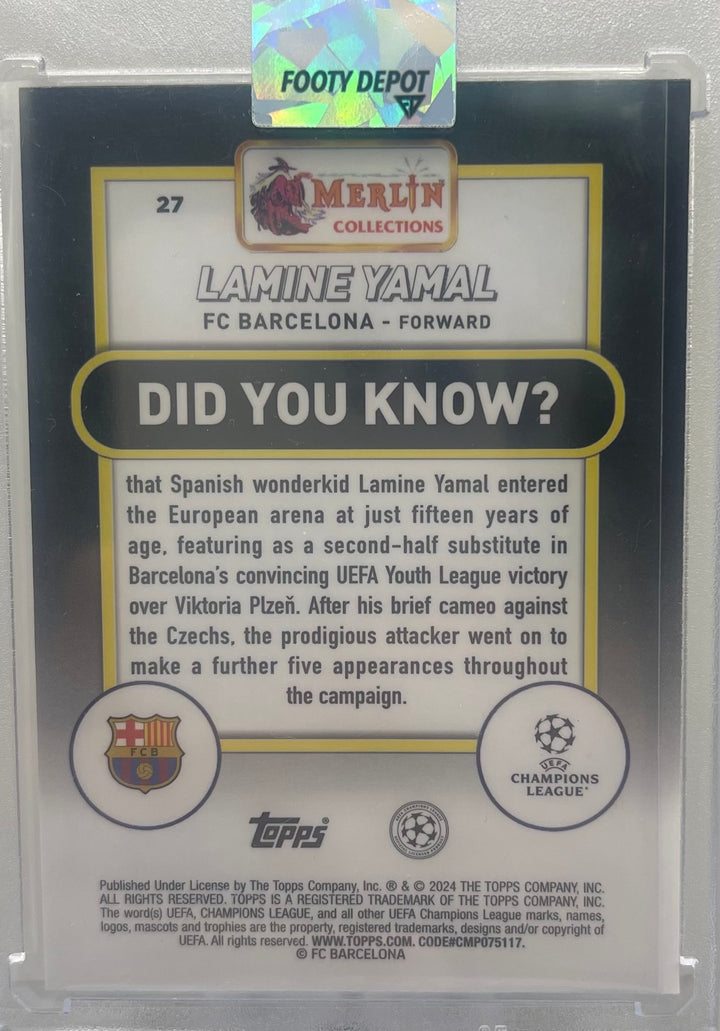 FOOTY DEPOT
FD
27
MERLIN
COLLECTIONS
LAMINE YAMAL
FC BARCELONA - FORWARD
DID YOU KNOW?
that Spanish wonderkid Lamine Yamal entered
the European arena at just fifteen years of
age, featuring as a second-half substitute in
Barcelona's convincing UEFA Youth League victory
over Viktoria Plzeň. After his brief cameo against
the Czechs, the prodigious attacker went on to
make a further five appearances throughout
the campaign.
FCB
UEFA
CHAMPIONS
LEAGUE®
Topps®
Published Under License by The Topps Company, Inc. ® & © 2024 THE TOPPS COMPANY, INC.
ALL RIGHTS RESERVED. TOPPS IS A REGISTERED TRADEMARK OF THE TOPPS COMPANY, INC.
The word(s) UEFA, CHAMPIONS LEAGUE, and all other UEFA Champions League marks, names,
logos, mascots and trophies are the property, registered trademarks, designs and/or copyright of
UEFA. All rights reserved. WWW.TOPPS.COM. CODE#CMP075117.
© FC BARCELONA